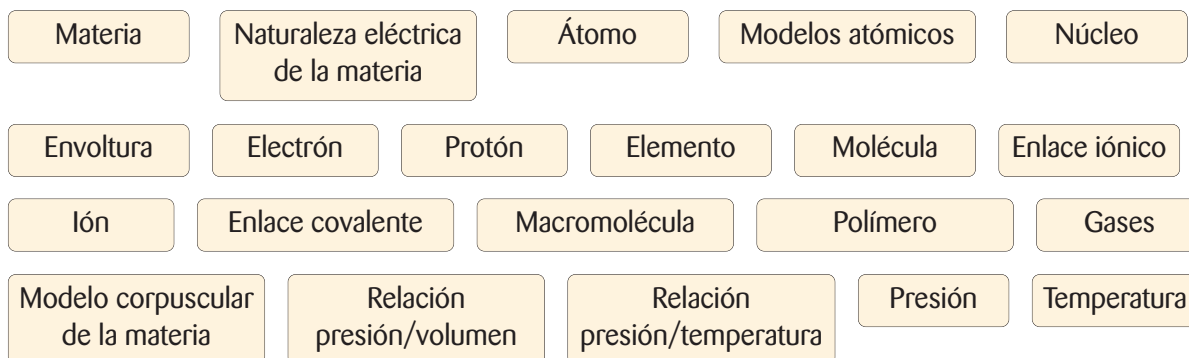 Materia
Naturaleza eléctrica
de la materia
Átomo
Modelos atómicos
Núcleo
Envoltura
Electrón
Protón
Elemento
Molécula
Enlace iónico
Ión
Enlace covalente
Macromolécula
Polímero
Gases
Modelo corpuscular
de la materia
Relación
presión/volumen
Relación
presión/temperatura
Presión
Temperatura